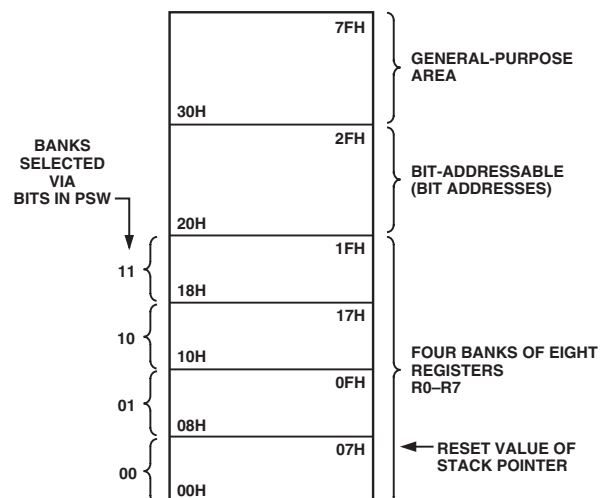 7FH
GENERAL-PURPOSE
AREA
30H
BANKS
SELECTED
VIA
BITS IN PSW
2FH
BIT-ADDRESSABLE
(BIT ADDRESSES)
20H
11
1FH
18H
10
17H
10H
FOUR BANKS OF EIGHT
REGISTERS
R0–R7
01
0FH
08H
00
07H
00H
RESET VALUE OF
STACK POINTER